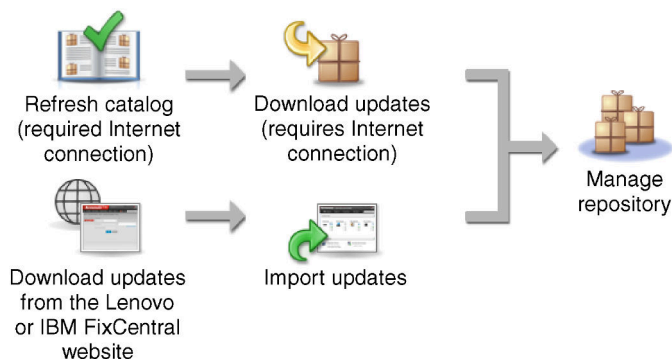 Refresh catalog
(required Internet
connection)
Download updates
(requires Internet
connection)
Manage
repository
Download updates
from the Lenovo
or IBM FixCentral
website
Import updates